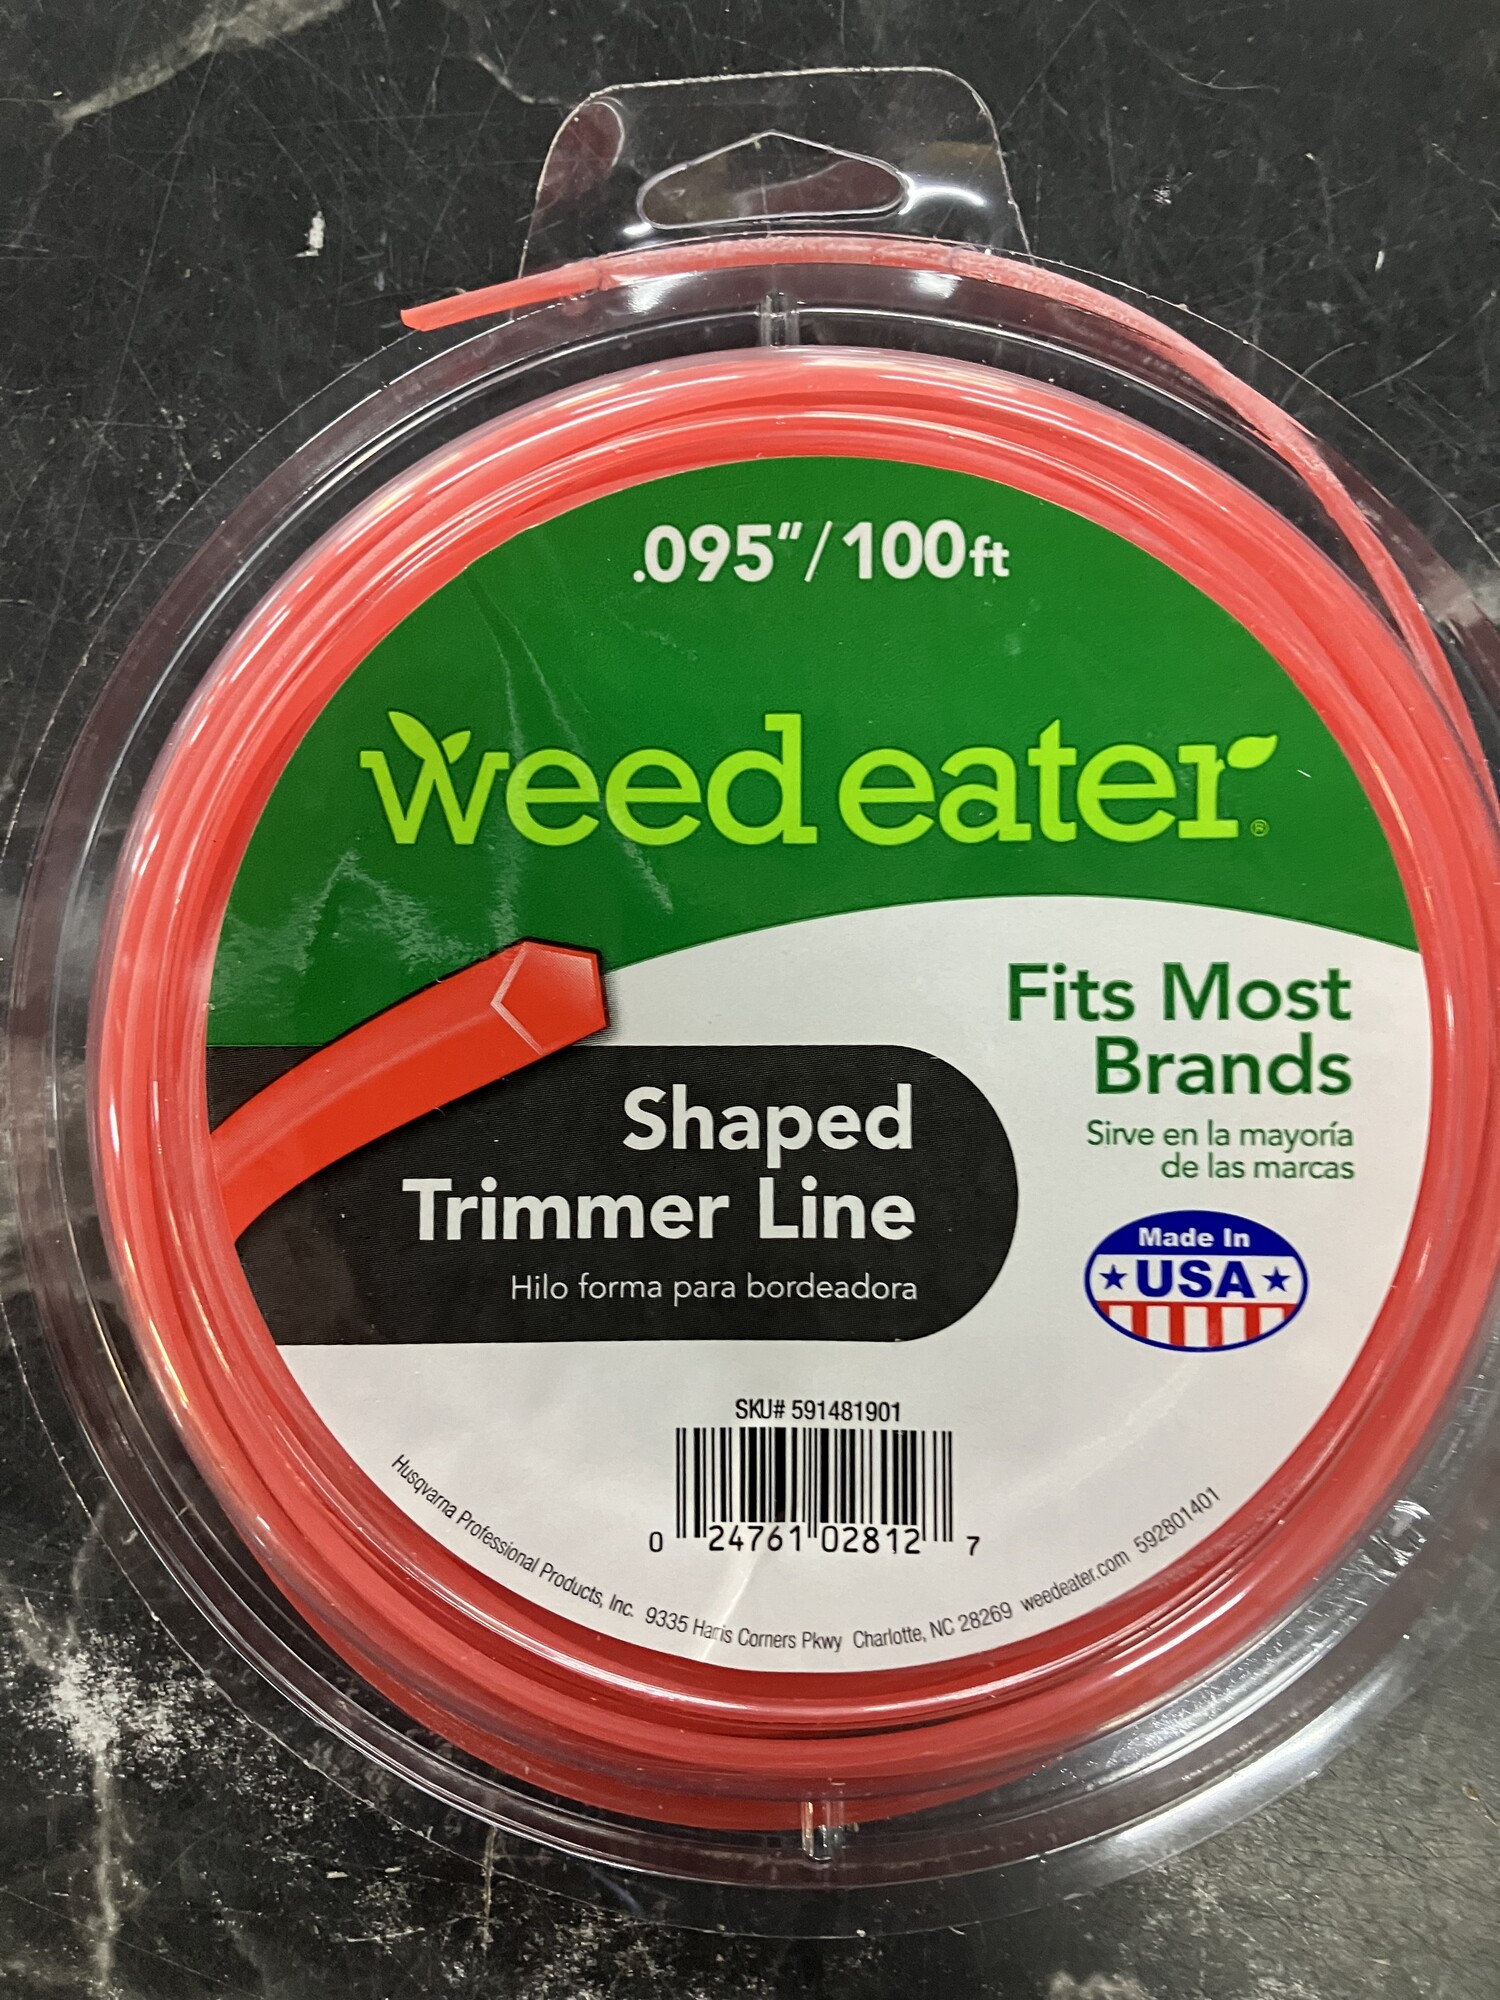 .095"/100ft
weed eater®
Fits Most
Brands
Sirve en la mayoría
de las marcas
Shaped
Trimmer Line
Hilo forma para bordeadora
Made In
USA
SKU# 591481901
0 24761 02812 7
Husqvarna Professional Products, Inc. 9335 Harris Corners Pkwy Charlotte, NC 28269 weedeater.com 592801401